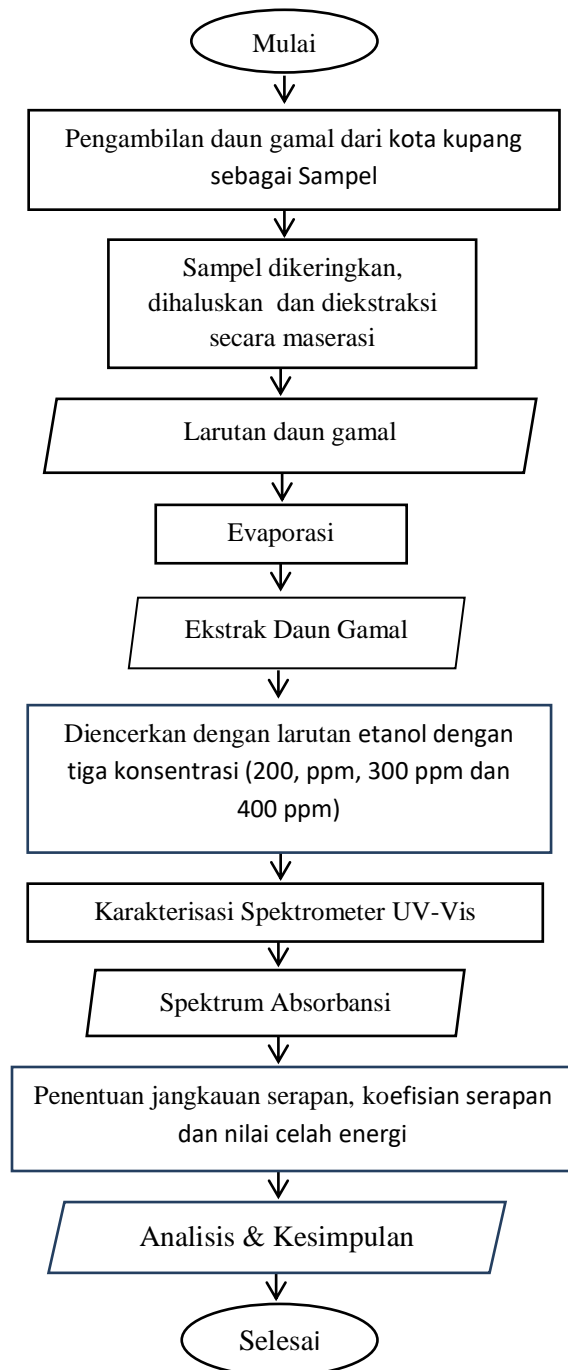 Mulai
Pengambilan daun gamal dari kota kupang
sebagai Sampel
Sampel dikeringkan,
dihaluskan dan diekstraksi
secara maserasi
Larutan daun gamal
Evaporasi
Ekstrak Daun Gamal
Diencerkan dengan larutan etanol dengan
tiga konsentrasi (200, ppm, 300 ppm dan
400 ppm)
Karakterisasi Spektrometer UV-Vis
Spektrum Absorbansi
Penentuan jangkauan serapan, koefisian serapan
dan nilai celah energi
Analisis & Kesimpulan
Selesai